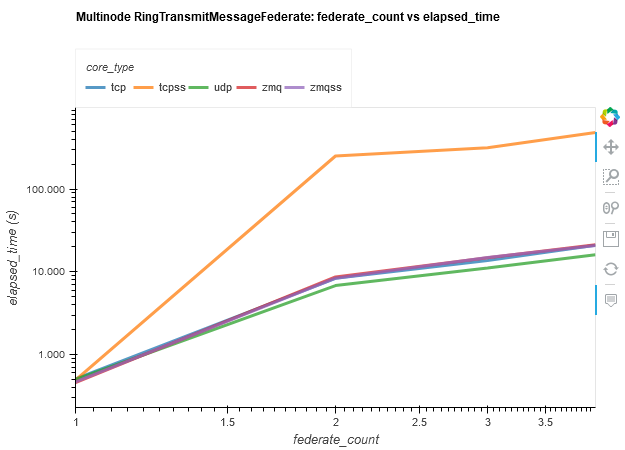 Multinode RingTransmitMessageFederate: federate_count vs elapsed_time
core_type
tcp tcpss udp zmq zmqss
100.000
10.000
1.000
elapsed_time (s)
1 1.5 2 2.5 3 3.5
federate_count